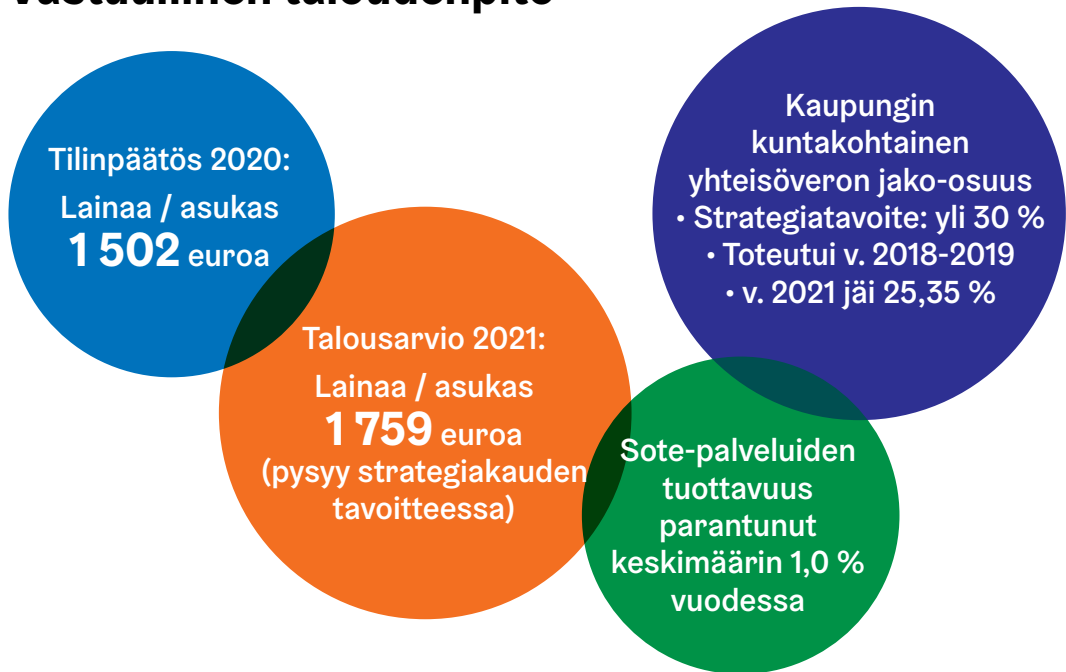 Vastuullinen taloudenpito
Tilinpäätös 2020:
Lainaa / asukas
1 502 euroa
Talousarvio 2021:
Lainaa / asukas
1 759 euroa
(pysyy strategiakauden
tavoitteessa)
Kaupungin
kuntakohtainen
yhteisöveron jako-osuus
• Strategiatavoite: yli 30 %
• Toteutui v. 2018-2019
• v. 2021 jäi 25,35 %
Sote-palveluiden
tuottavuus
parantunut
keskimäärin 1,0 %
vuodessa